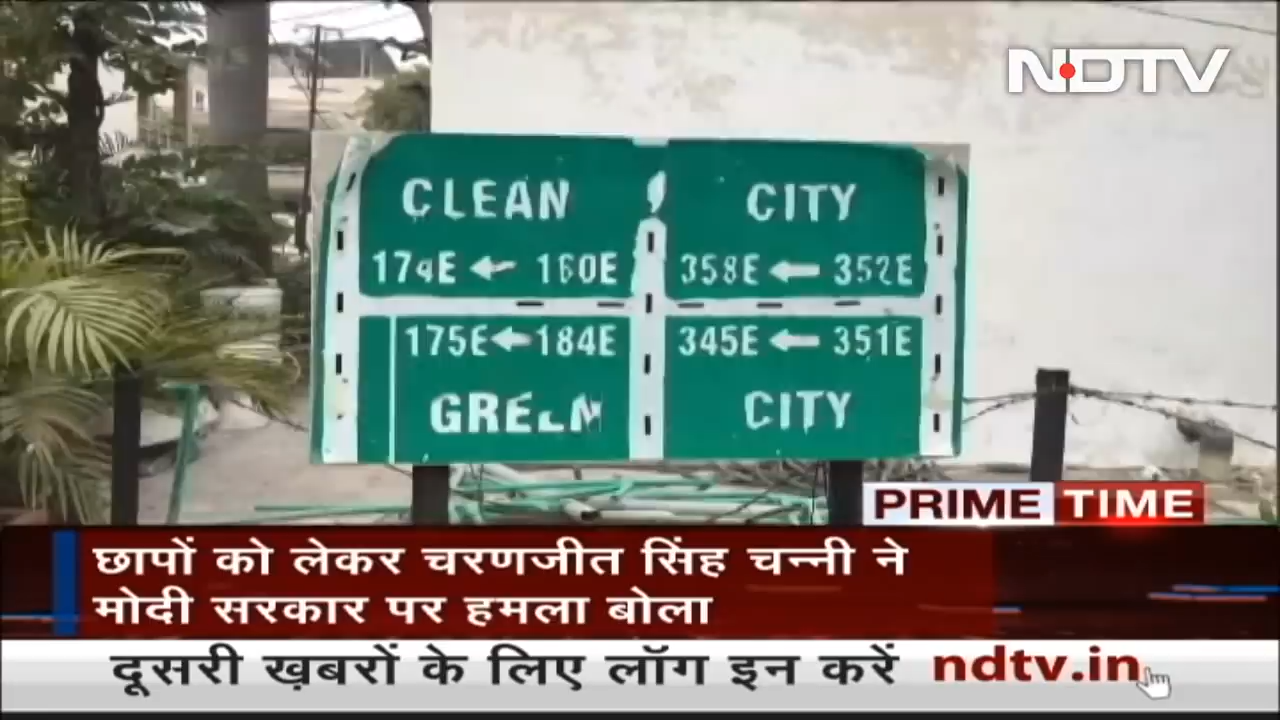 NDTV
CLEAN CITY
174E ← 160E 358E ← 352E
175E ← 184E 345E ← 351E
GREEN CITY
PRIME TIME
छापों को लेकर चरणजीत सिंह चन्नी ने
मोदी सरकार पर हमला बोला
दूसरी ख़बरों के लिए लॉग इन करें ndtv.in